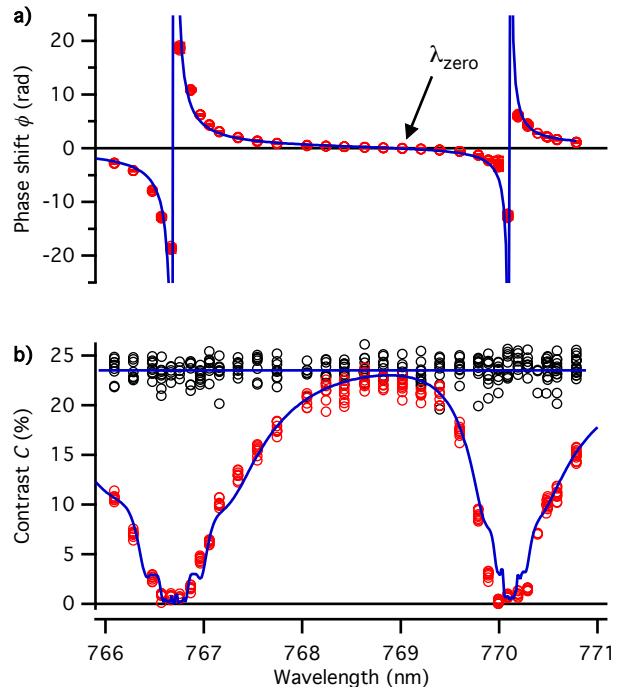 a)
20
10
0
-10
-20
Phase shift ϕ (rad)
λzero
b)
25
20
15
10
5
0
Contrast C (%)
766 767 768 769 770 771
Wavelength (nm)